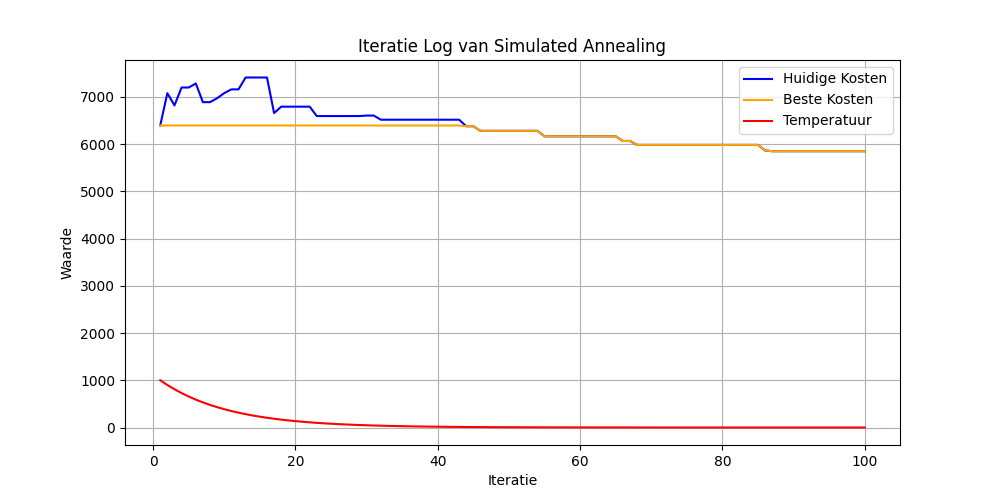 Iteratie Log van Simulated Annealing
Huidige Kosten
Beste Kosten
Temperatuur
7000
6000
5000
4000
3000
2000
1000
0
Waarde
0 20 40 60 80 100
Iteratie